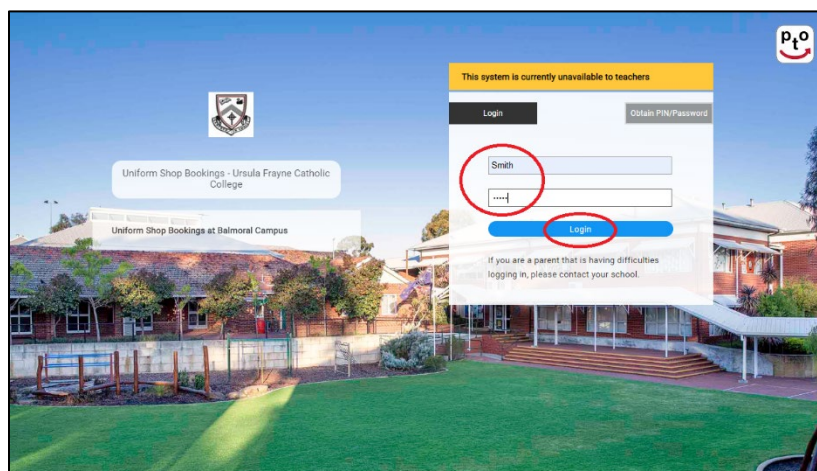 pto
This system is currently unavailable to teachers
Login
Obtain PIN/Password
Smith
Uniform Shop Bookings - Ursula Frayne Catholic
College
Uniform Shop Bookings at Balmoral Campus
Login
If you are a parent that is having difficulties
logging in, please contact your school.